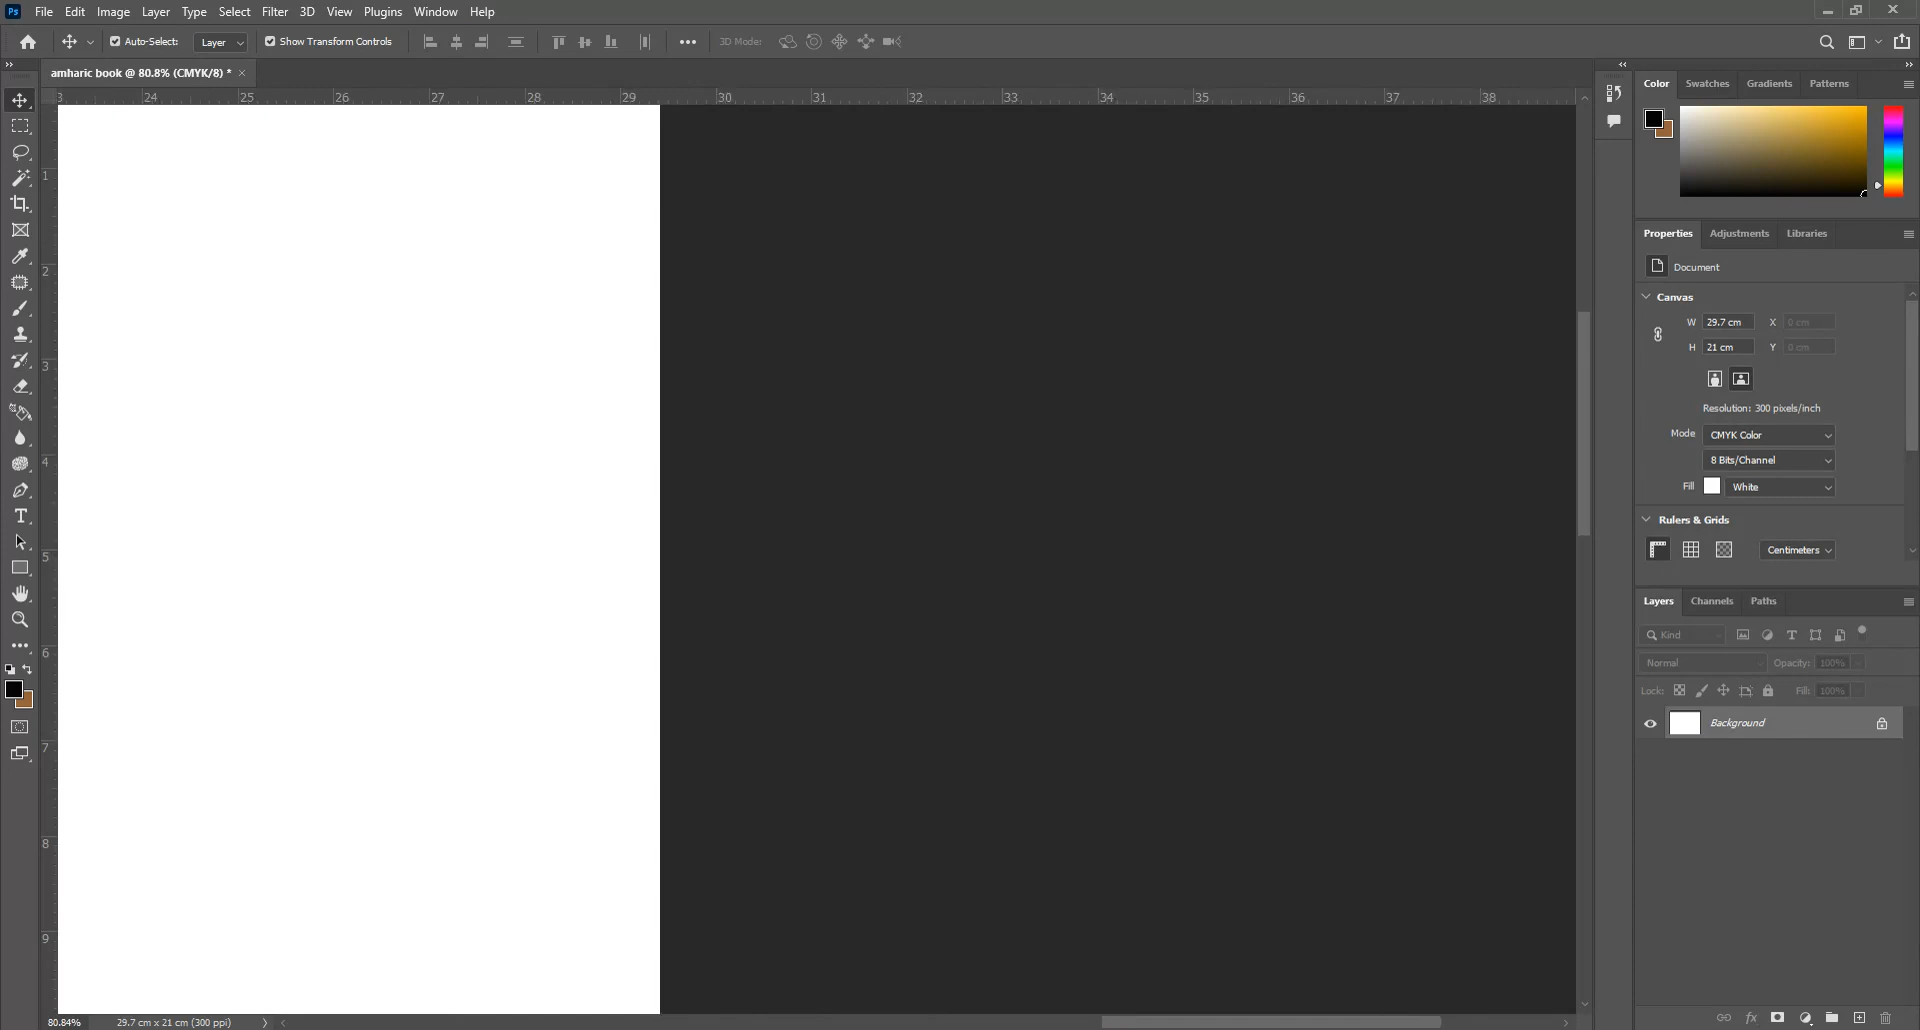 Ps File Edit Image Layer Type Select Filter 3D View Plugins Window Help
Auto-Select: Layer Show Transform Controls 3D Mode:
amharic book @ 80.8% (CMYK/8) *
3 24 25 26 27 28 29 30 31 32 33 34 35 36 37 38
1
2
3
4
5
6
7
8
9
Color Swatches Gradients Patterns
Properties Adjustments Libraries
Document
Canvas
W 29.7 cm X 0 cm
H 21 cm Y 0 cm
Resolution: 300 pixels/inch
Mode CMYK Color
8 Bits/Channel
Fill White
Rulers & Grids
Centimeters
Layers Channels Paths
Kind
Normal Opacity: 100%
Lock: Fill: 100%
Background
fx
80.84% 29.7 cm x 21 cm (300 ppi)